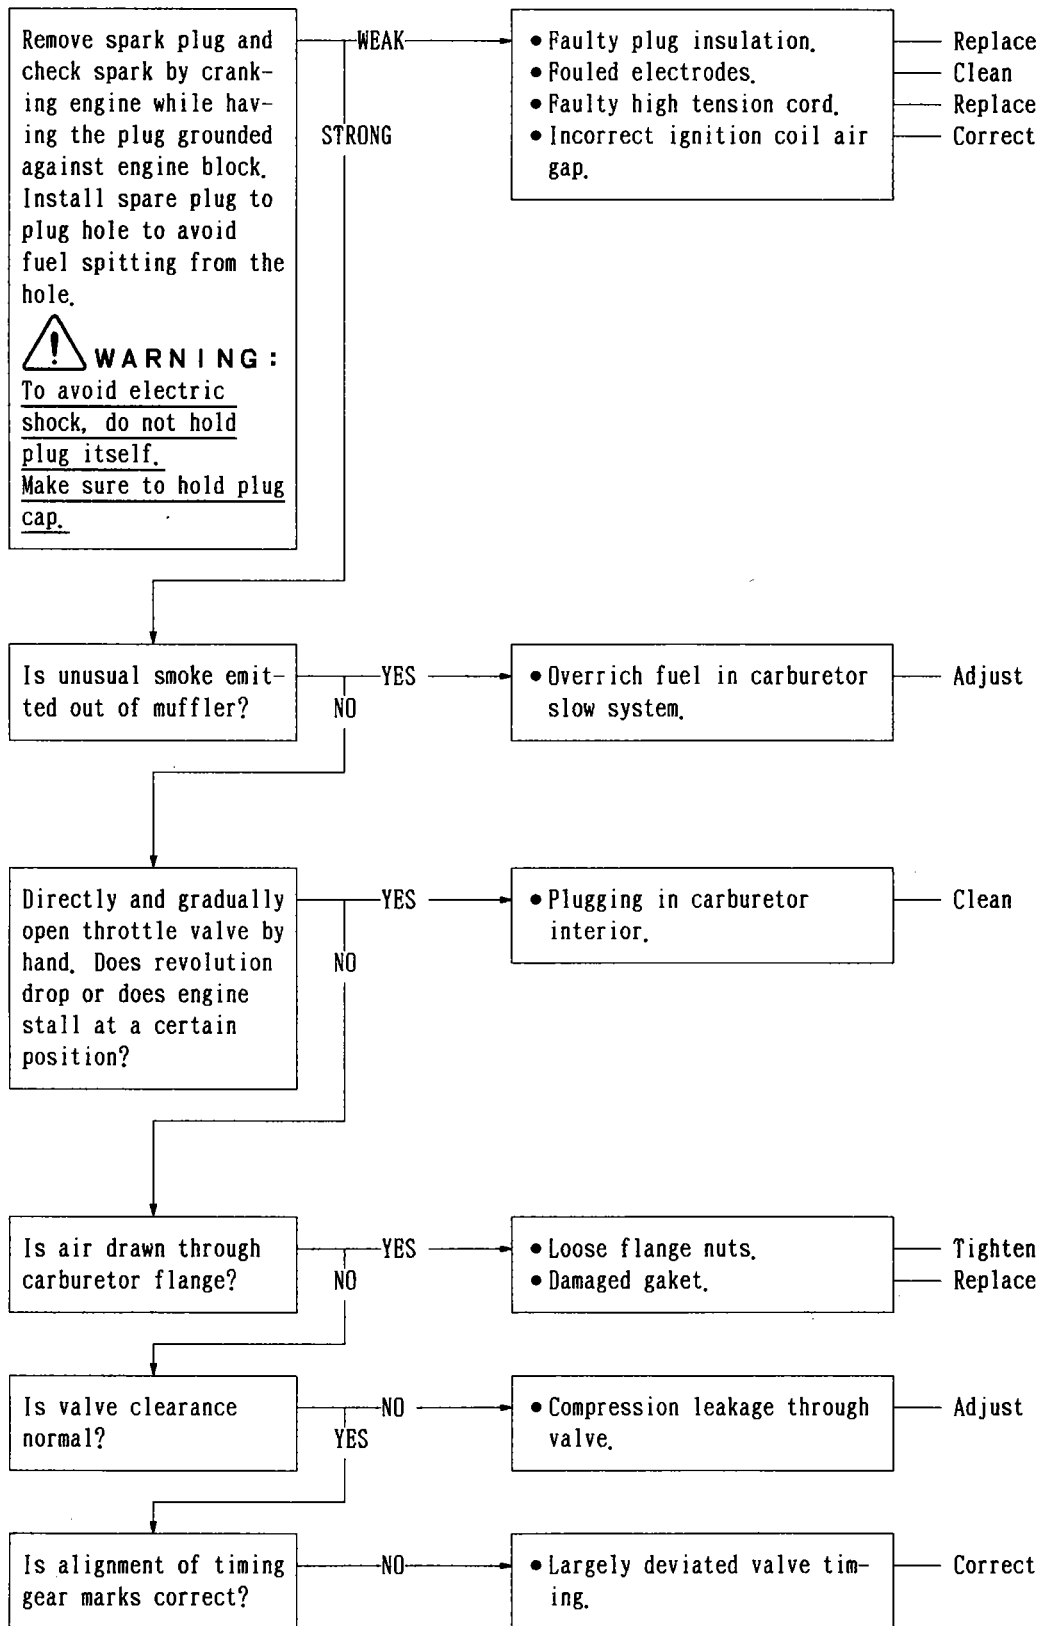 Remove spark plug and
check spark by crank-
ing engine while hav-
ing the plug grounded
against engine block.
Install spare plug to
plug hole to avoid
fuel spitting from the
hole.
WARNING:
To avoid electric
shock, do not hold
plug itself.
Make sure to hold plug
cap.
WEAK
STRONG
• Faulty plug insulation.
• Fouled electrodes.
• Faulty high tension cord.
• Incorrect ignition coil air
gap.
Replace
Clean
Replace
Correct
Is unusual smoke emit-
ted out of muffler?
YES
NO
• Overrich fuel in carburetor
slow system.
Adjust
Directly and gradually
open throttle valve by
hand. Does revolution
drop or does engine
stall at a certain
position?
YES
NO
• Plugging in carburetor
interior.
Clean
Is air drawn through
carburetor flange?
YES
NO
• Loose flange nuts.
• Damaged gaket.
Tighten
Replace
Is valve clearance
normal?
NO
YES
• Compression leakage through
valve.
Adjust
Is alignment of timing
gear marks correct?
NO
• Largely deviated valve tim-
ing.
Correct